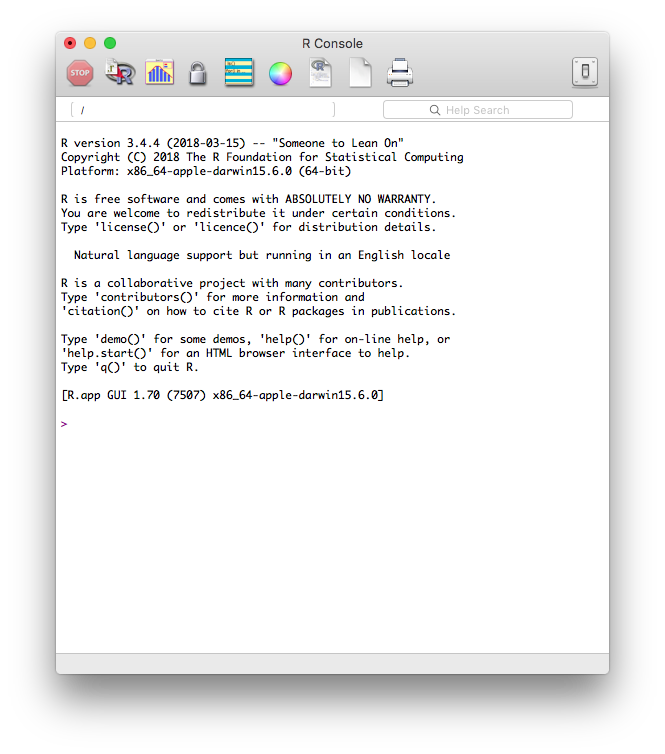 R Console
STOP
/
Help Search
R version 3.4.4 (2018-03-15) -- "Someone to Lean On"
Copyright (C) 2018 The R Foundation for Statistical Computing
Platform: x86_64-apple-darwin15.6.0 (64-bit)
R is free software and comes with ABSOLUTELY NO WARRANTY.
You are welcome to redistribute it under certain conditions.
Type 'license()' or 'licence()' for distribution details.
Natural language support but running in an English locale
R is a collaborative project with many contributors.
Type 'contributors()' for more information and
'citation()' on how to cite R or R packages in publications.
Type 'demo()' for some demos, 'help()' for on-line help, or
'help.start()' for an HTML browser interface to help.
Type 'q()' to quit R.
[R.app GUI 1.70 (7507) x86_64-apple-darwin15.6.0]
>